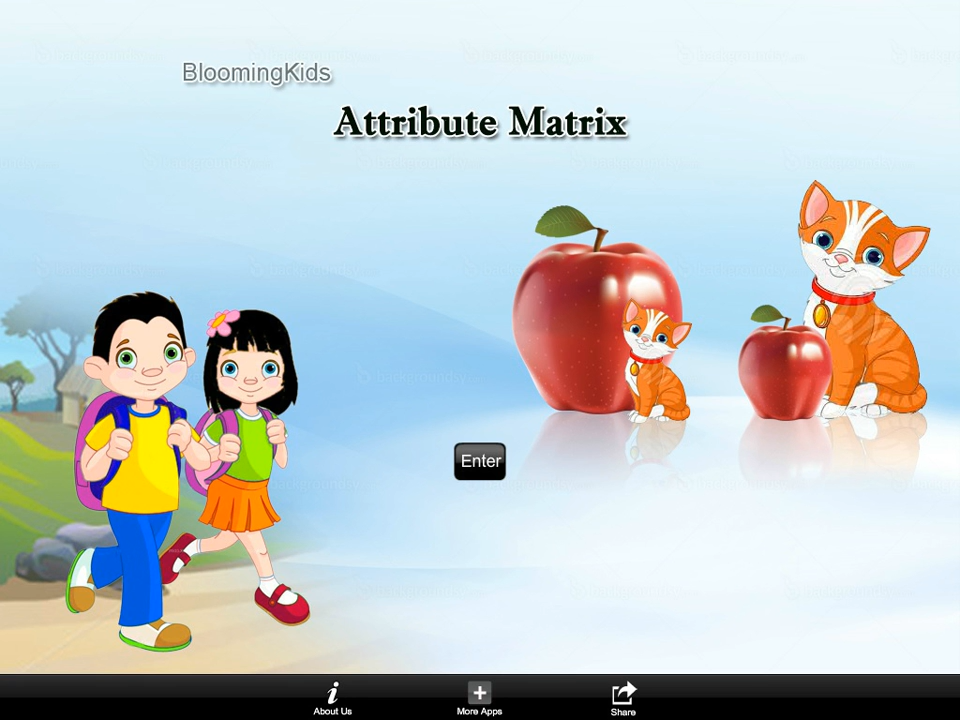 BloomingKids
Attribute Matrix
Enter
About Us
More Apps
Share